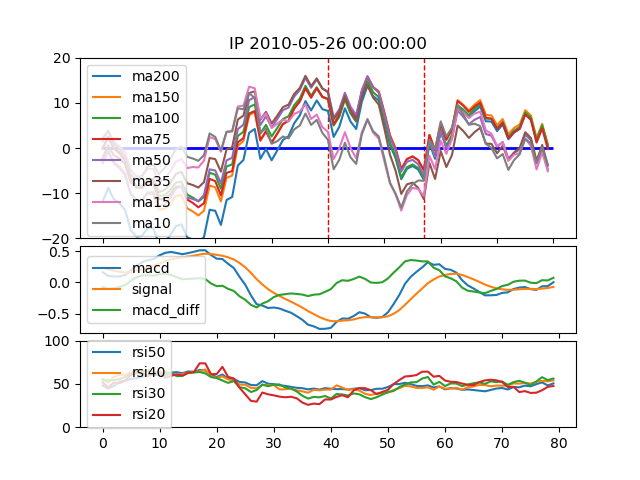 IP 2010-05-26 00:00:00
20
10
0
−10
−20
ma200
ma150
ma100
ma75
ma50
ma35
ma15
ma10
0.5
0.0
−0.5
macd
signal
macd_diff
100
50
0
rsi50
rsi40
rsi30
rsi20
0 10 20 30 40 50 60 70 80